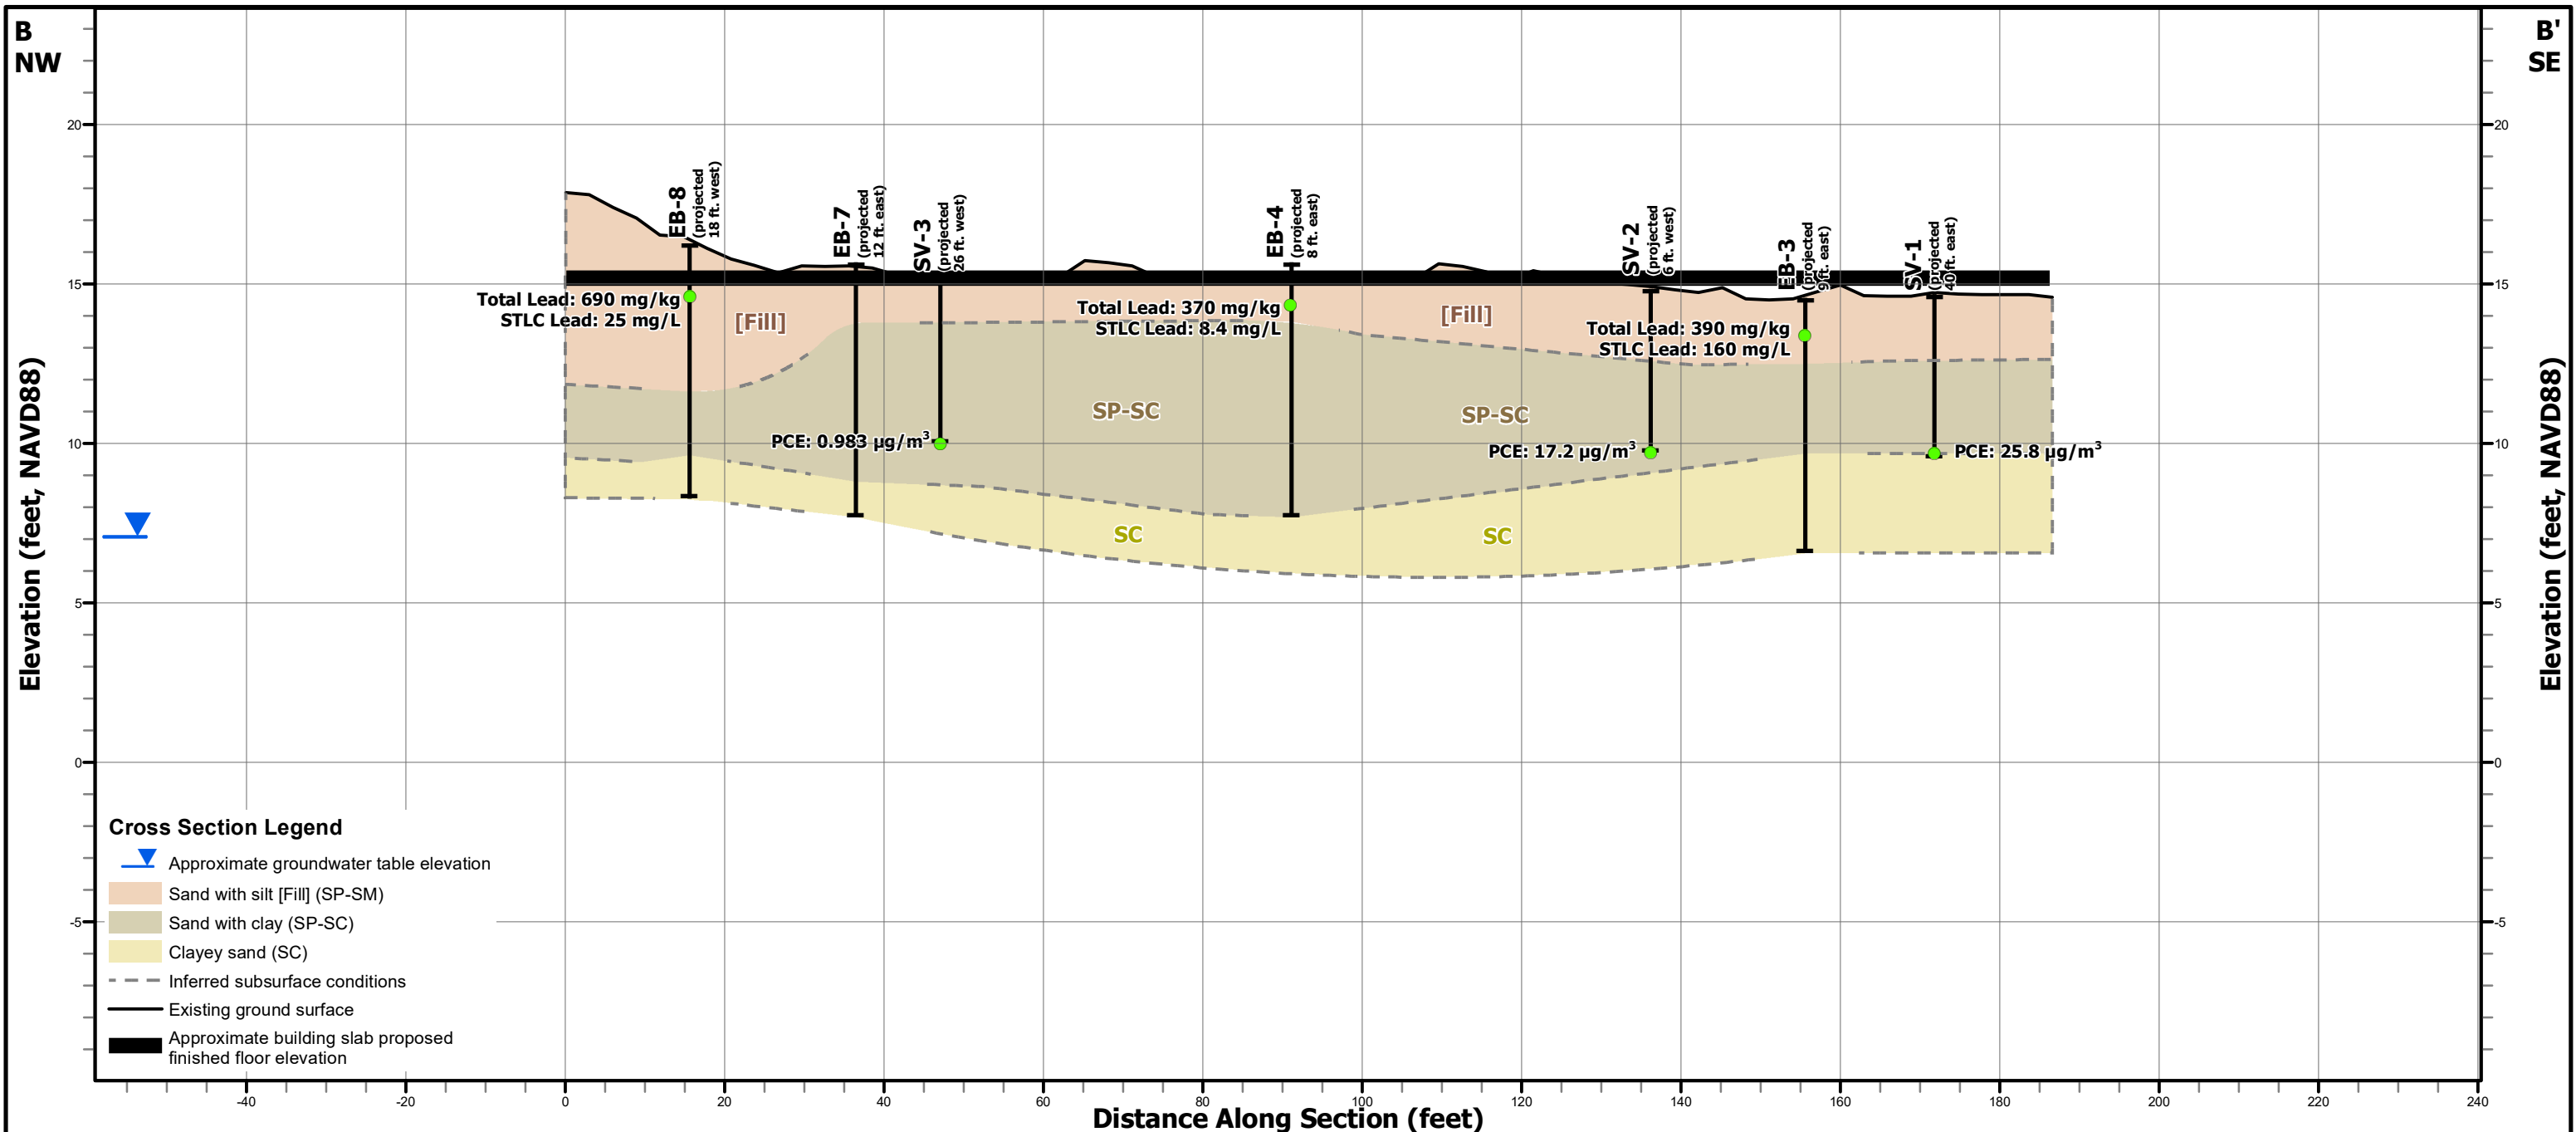 B
NW
B'
SE
Elevation (feet, NAVD88)
Elevation (feet, NAVD88)
20
15
10
5
0
-5
20
15
10
5
0
-5
EB-8
(projected
18 ft. west)
EB-7
(projected
12 ft. east)
SV-3
(projected
26 ft. west)
EB-4
(projected
8 ft. east)
SV-2
(projected
6 ft. west)
EB-3
(projected
9 ft. east)
SV-1
(projected
40 ft. east)
Total Lead: 690 mg/kg
STLC Lead: 25 mg/L
[Fill]
Total Lead: 370 mg/kg
STLC Lead: 8.4 mg/L
[Fill]
Total Lead: 390 mg/kg
STLC Lead: 160 mg/L
SP-SC
SP-SC
PCE: 0.983 µg/m³
PCE: 17.2 µg/m³
PCE: 25.8 µg/m³
SC
SC
Cross Section Legend
Approximate groundwater table elevation
Sand with silt [Fill] (SP-SM)
Sand with clay (SP-SC)
Clayey sand (SC)
Inferred subsurface conditions
Existing ground surface
Approximate building slab proposed
finished floor elevation
-40
-20
0
20
40
60
80
100
120
140
160
180
200
220
240
Distance Along Section (feet)